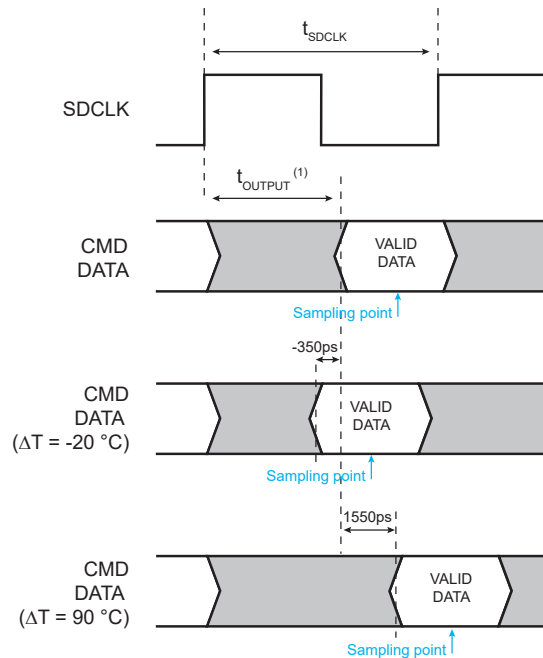 tSDCLK
SDCLK
tOUTPUT (1)
CMD
DATA
VALID
DATA
Sampling point
-350ps
CMD
DATA
(ΔT = -20 °C)
VALID
DATA
Sampling point
1550ps
CMD
DATA
(ΔT = 90 °C)
VALID
DATA
Sampling point